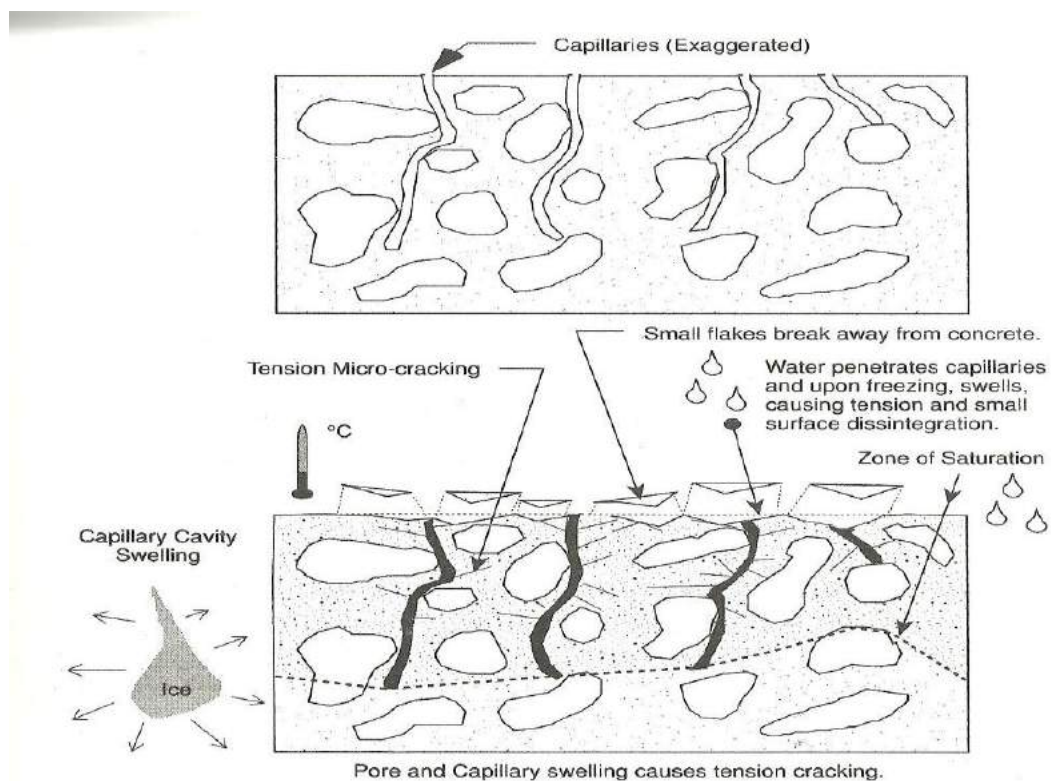 Capillaries (Exaggerated)
Small flakes break away from concrete.
Tension Micro-cracking
Water penetrates capillaries
and upon freezing, swells,
causing tension and small
surface dissintegration.
°C
Zone of Saturation
Capillary Cavity
Swelling
Ice
Pore and Capillary swelling causes tension cracking.